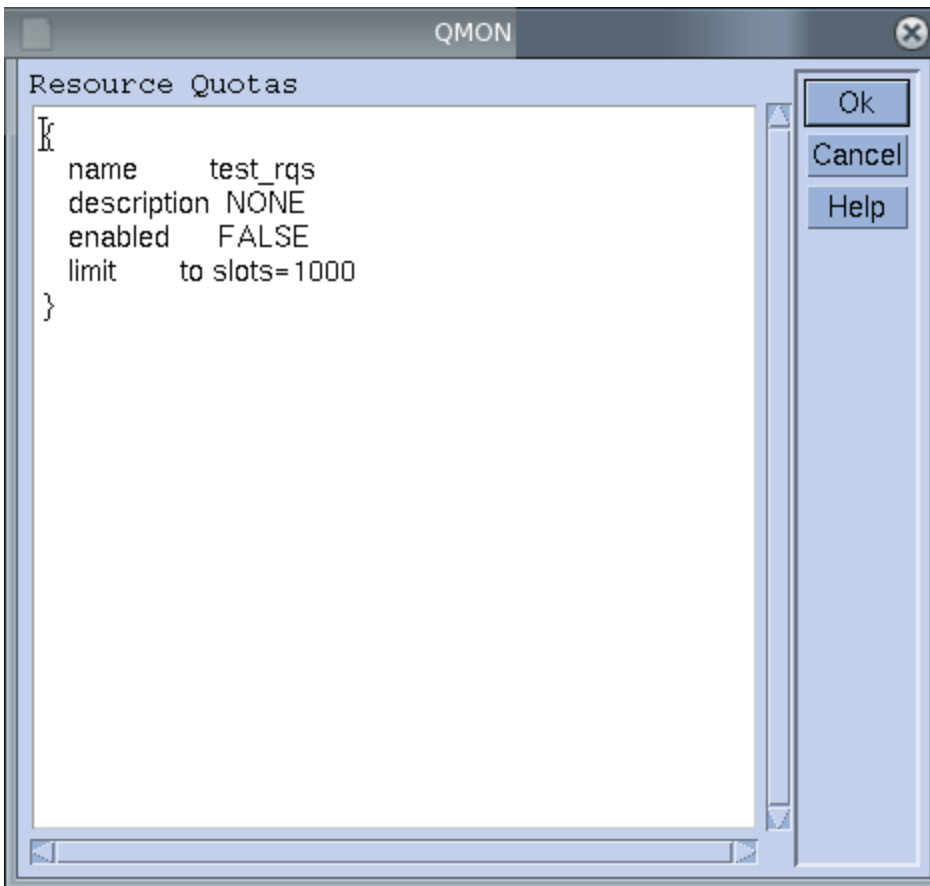 QMON
Resource Quotas
{
name test_rqs
description NONE
enabled FALSE
limit to slots=1000
}
Ok
Cancel
Help